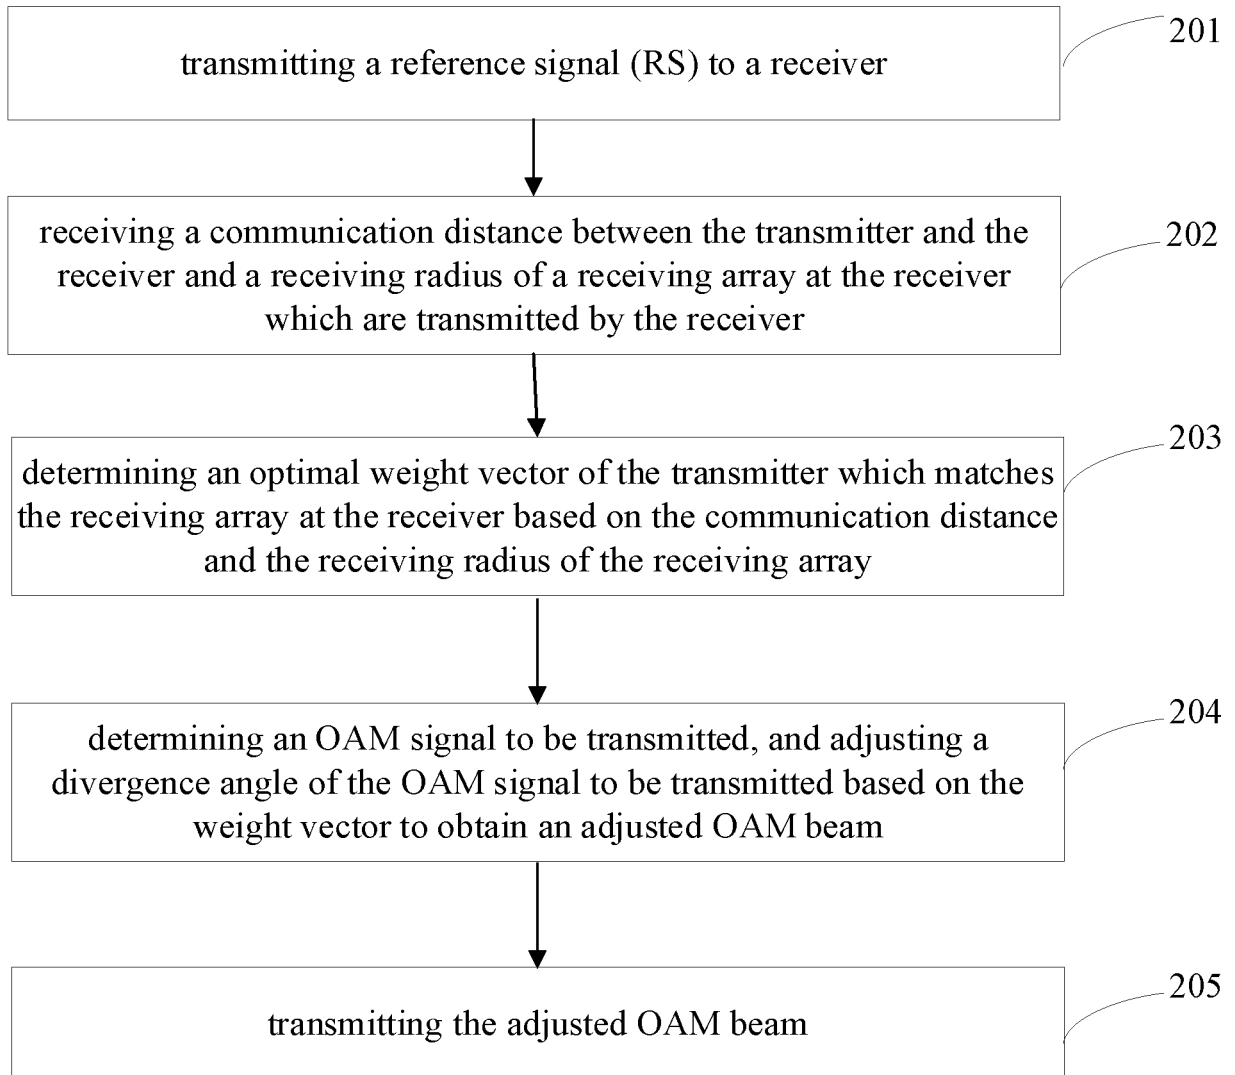 transmitting a reference signal (RS) to a receiver
201
receiving a communication distance between the transmitter and the
receiver and a receiving radius of a receiving array at the receiver
which are transmitted by the receiver
202
determining an optimal weight vector of the transmitter which matches
the receiving array at the receiver based on the communication distance
and the receiving radius of the receiving array
203
determining an OAM signal to be transmitted, and adjusting a
divergence angle of the OAM signal to be transmitted based on the
weight vector to obtain an adjusted OAM beam
204
transmitting the adjusted OAM beam
205